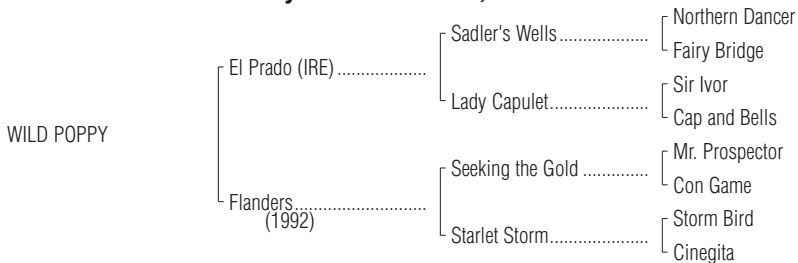 Northern Dancer
Sadler's Wells....................
Fairy Bridge
El Prado (IRE) ...................
Sir Ivor
Lady Capulet......................
Cap and Bells
WILD POPPY
Mr. Prospector
Seeking the Gold ..............
Con Game
Flanders............................
(1992)
Storm Bird
Starlet Storm......................
Cinegita